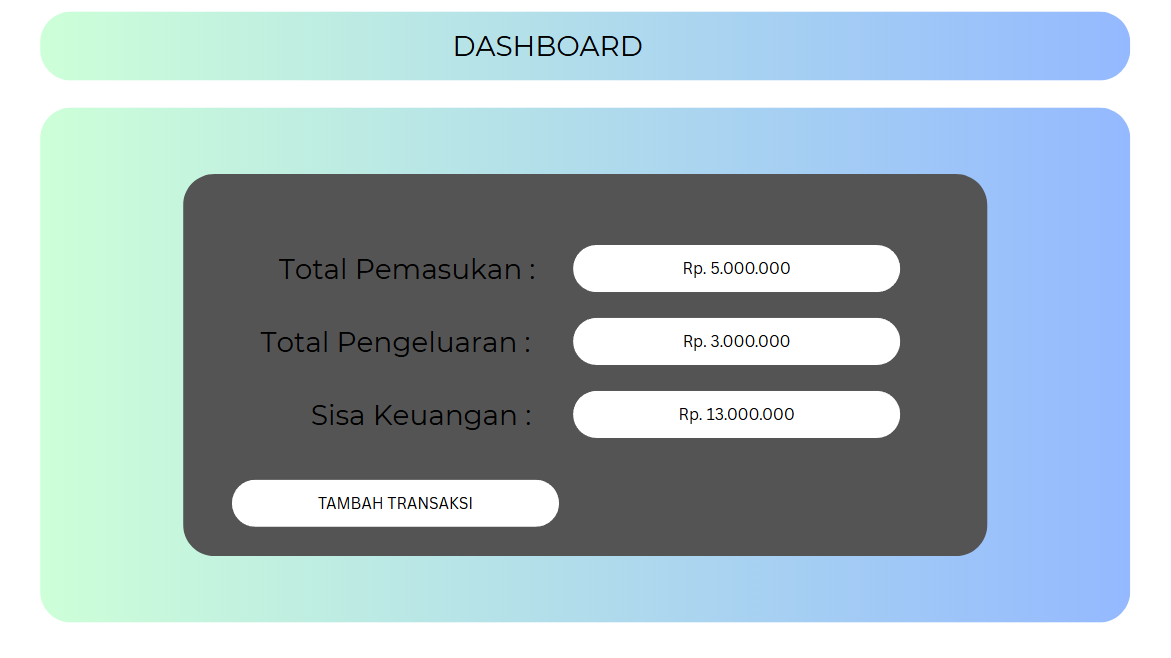 DASHBOARD
Total Pemasukan : Rp. 5.000.000
Total Pengeluaran : Rp. 3.000.000
Sisa Keuangan : Rp. 13.000.000
TAMBAH TRANSAKSI